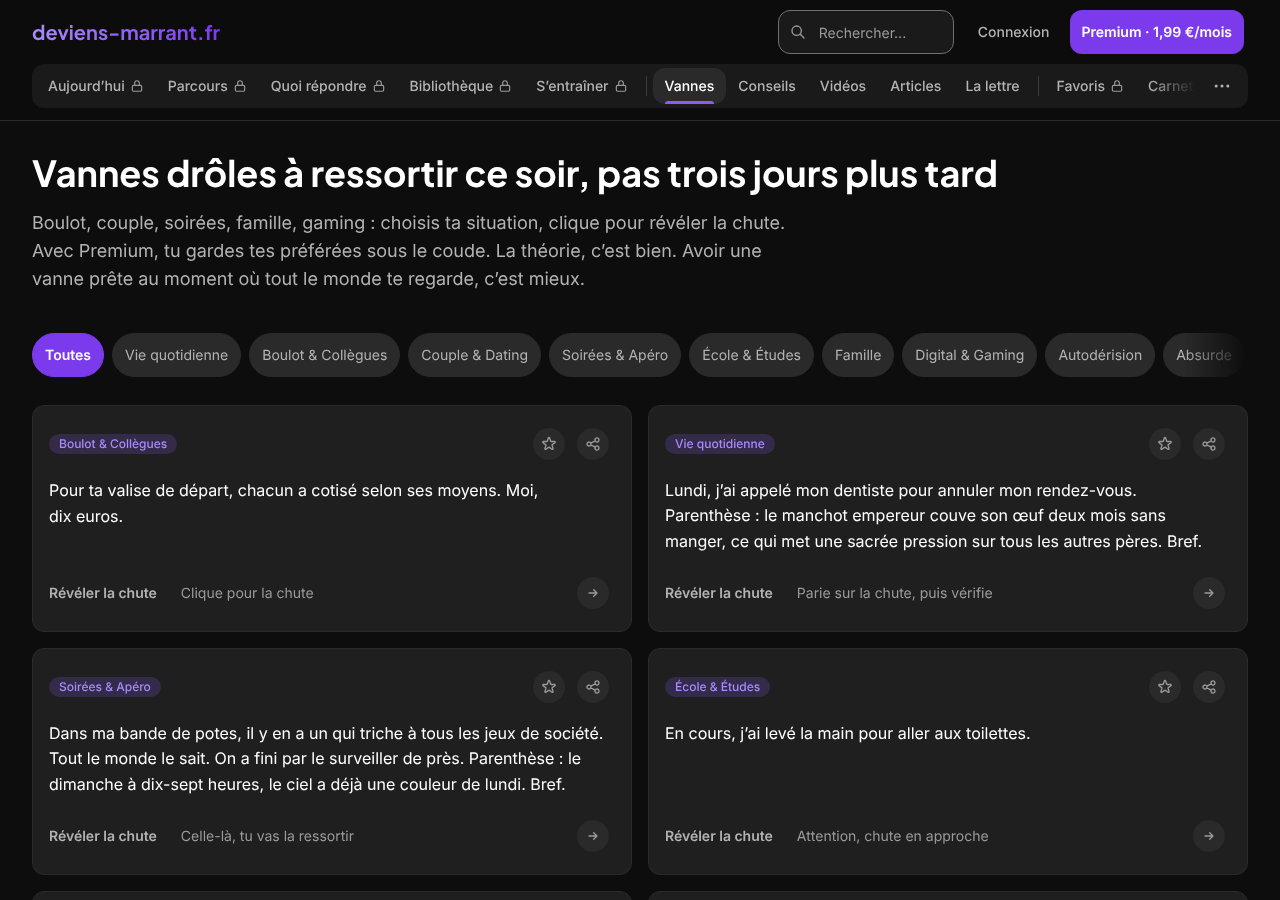 deviens-marrant.fr
Rechercher...
Connexion
Premium · 1,99 €/mois
Aujourd’hui
Parcours
Quoi répondre
Bibliothèque
S’entraîner
Vannes
Conseils
Vidéos
Articles
La lettre
Favoris
Carnet
Vannes drôles à ressortir ce soir, pas trois jours plus tard
Boulot, couple, soirées, famille, gaming : choisis ta situation, clique pour révéler la chute.
Avec Premium, tu gardes tes préférées sous le coude. La théorie, c’est bien. Avoir une
vanne prête au moment où tout le monde te regarde, c’est mieux.
Toutes
Vie quotidienne
Boulot & Collègues
Couple & Dating
Soirées & Apéro
École & Études
Famille
Digital & Gaming
Autodérision
Absurde
Boulot & Collègues
Pour ta valise de départ, chacun a cotisé selon ses moyens. Moi,
dix euros.
Révéler la chute
Clique pour la chute
Vie quotidienne
Lundi, j’ai appelé mon dentiste pour annuler mon rendez-vous.
Parenthèse : le manchot empereur couve son œuf deux mois sans
manger, ce qui met une sacrée pression sur tous les autres pères. Bref.
Révéler la chute
Parie sur la chute, puis vérifie
Soirées & Apéro
Dans ma bande de potes, il y en a un qui triche à tous les jeux de société.
Tout le monde le sait. On a fini par le surveiller de près. Parenthèse : le
dimanche à dix-sept heures, le ciel a déjà une couleur de lundi. Bref.
Révéler la chute
Celle-là, tu vas la ressortir
École & Études
En cours, j’ai levé la main pour aller aux toilettes.
Révéler la chute
Attention, chute en approche